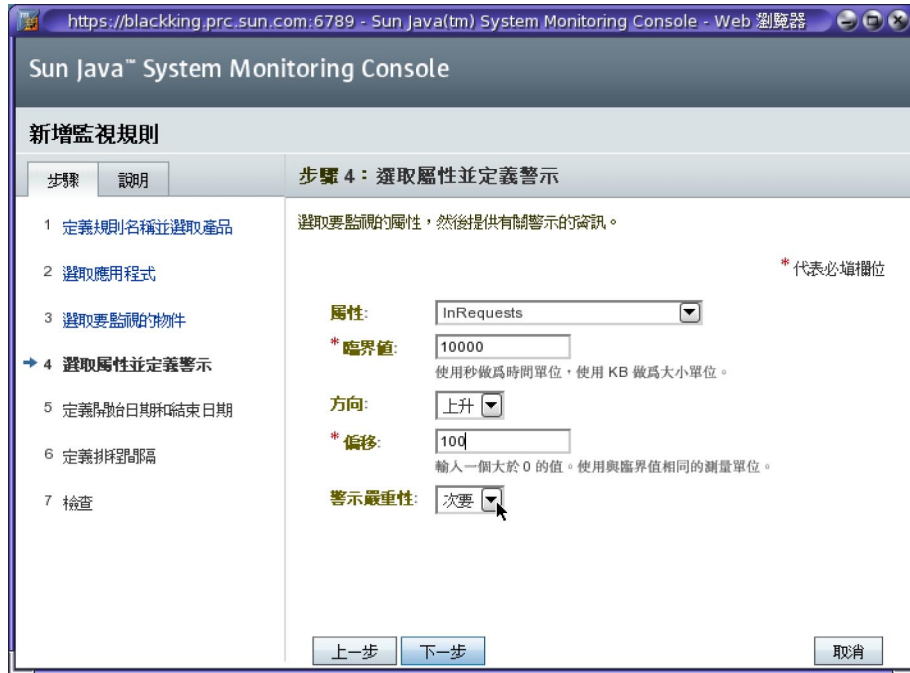 https://blackking.prc.sun.com:6789 - Sun Java(tm) System Monitoring Console - Web 瀏覽器
Sun Java™ System Monitoring Console
新增監視規則
步驟 說明
1 定義規則名稱並選取產品
2 選取應用程式
3 選取要監視的物件
4 選取屬性並定義警示
5 定義開始日期和結束日期
6 定義排程間隔
7 檢查
步驟 4：選取屬性並定義警示
選取要監視的屬性，然後提供有關警示的資訊。
* 代表必填欄位
屬性: InRequests
* 臨界值: 10000
使用秒做為時間單位，使用 KB 做為大小單位。
方向: 上升
* 偏移: 100
輸入一個大於 0 的值。使用與臨界值相同的測量單位。
警示嚴重性: 次要
上一步 下一步 取消